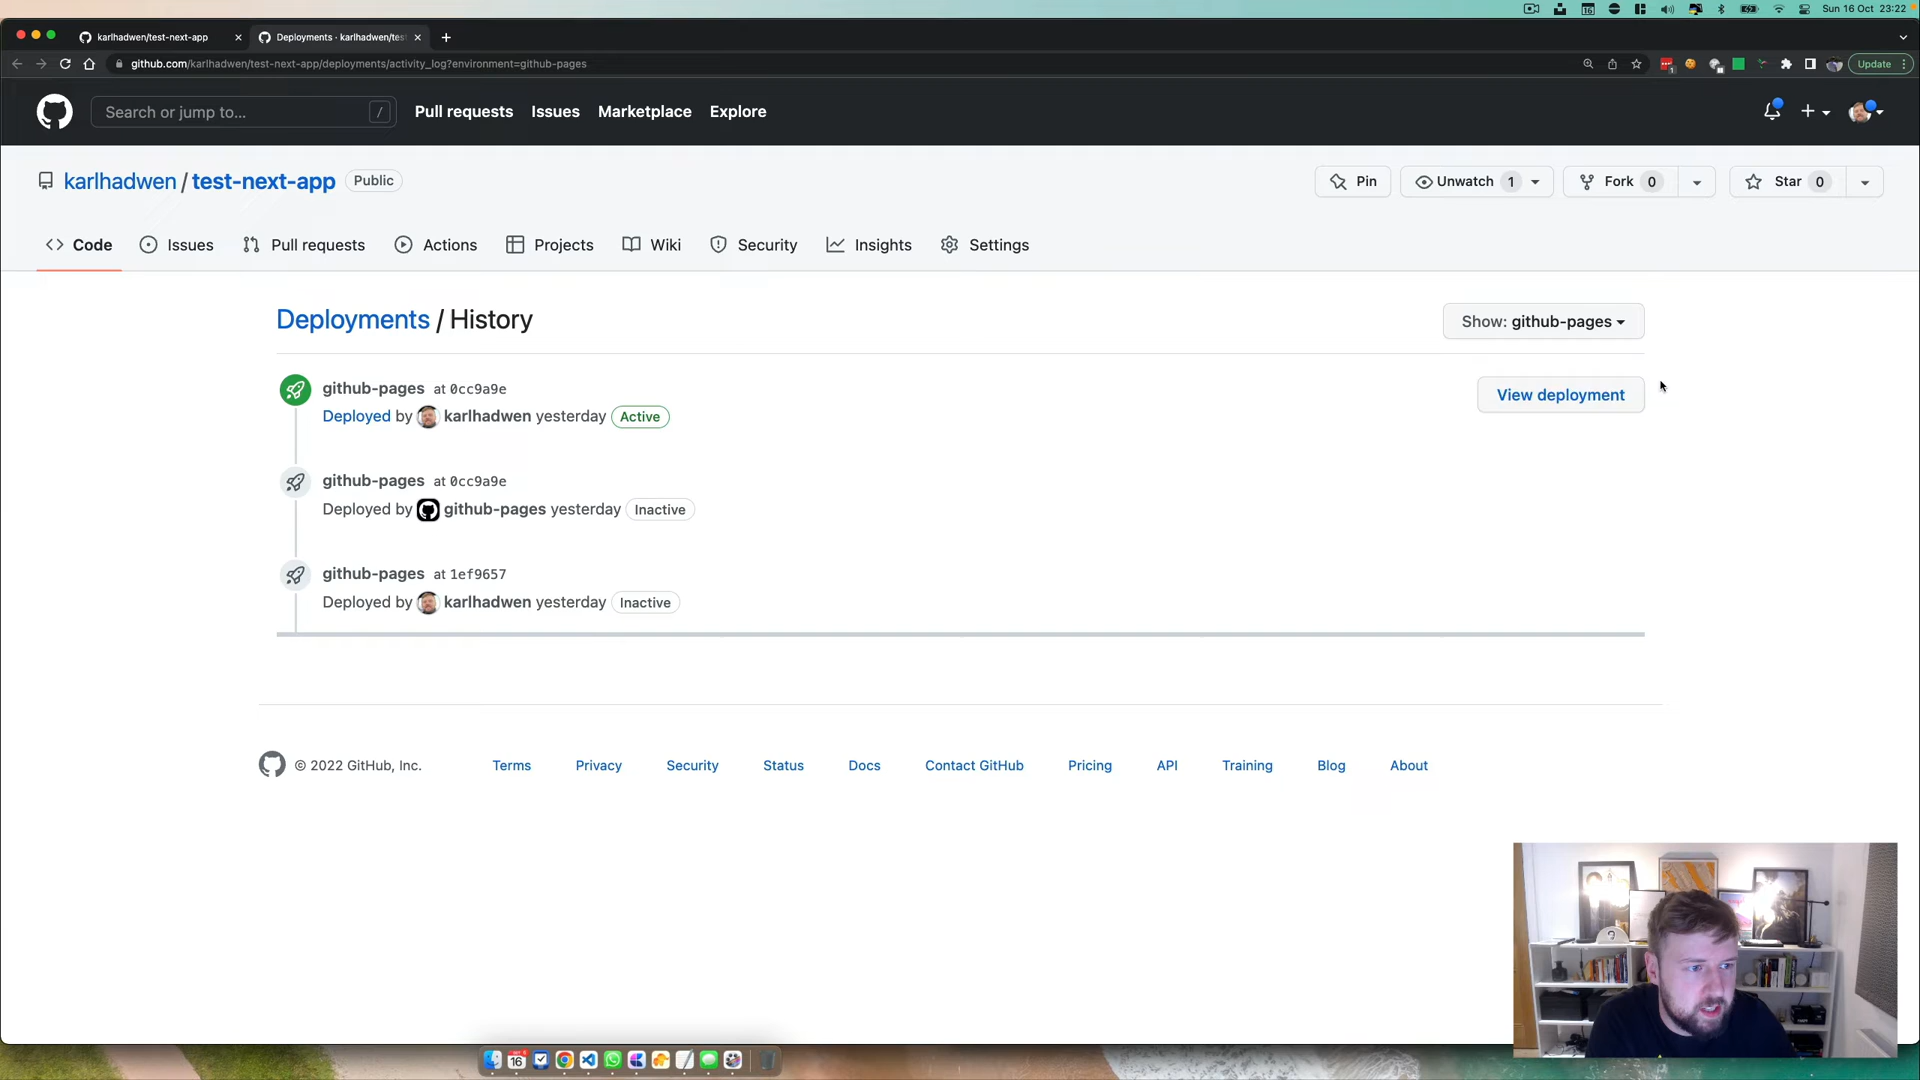 Sun 16 Oct 23:22
karlhadwen/test-next-app
Deployments · karlhadwen/tes
github.com/karlhadwen/test-next-app/deployments/activity_log?environment=github-pages
Update
Search or jump to...
/
Pull requests
Issues
Marketplace
Explore
karlhadwen / test-next-app
Public
Pin
Unwatch 1
Fork 0
Star 0
Code
Issues
Pull requests
Actions
Projects
Wiki
Security
Insights
Settings
Deployments / History
Show: github-pages
github-pages at 0cc9a9e
Deployed by karlhadwen yesterday Active
View deployment
github-pages at 0cc9a9e
Deployed by github-pages yesterday Inactive
github-pages at 1ef9657
Deployed by karlhadwen yesterday Inactive
© 2022 GitHub, Inc.
Terms
Privacy
Security
Status
Docs
Contact GitHub
Pricing
API
Training
Blog
About
16